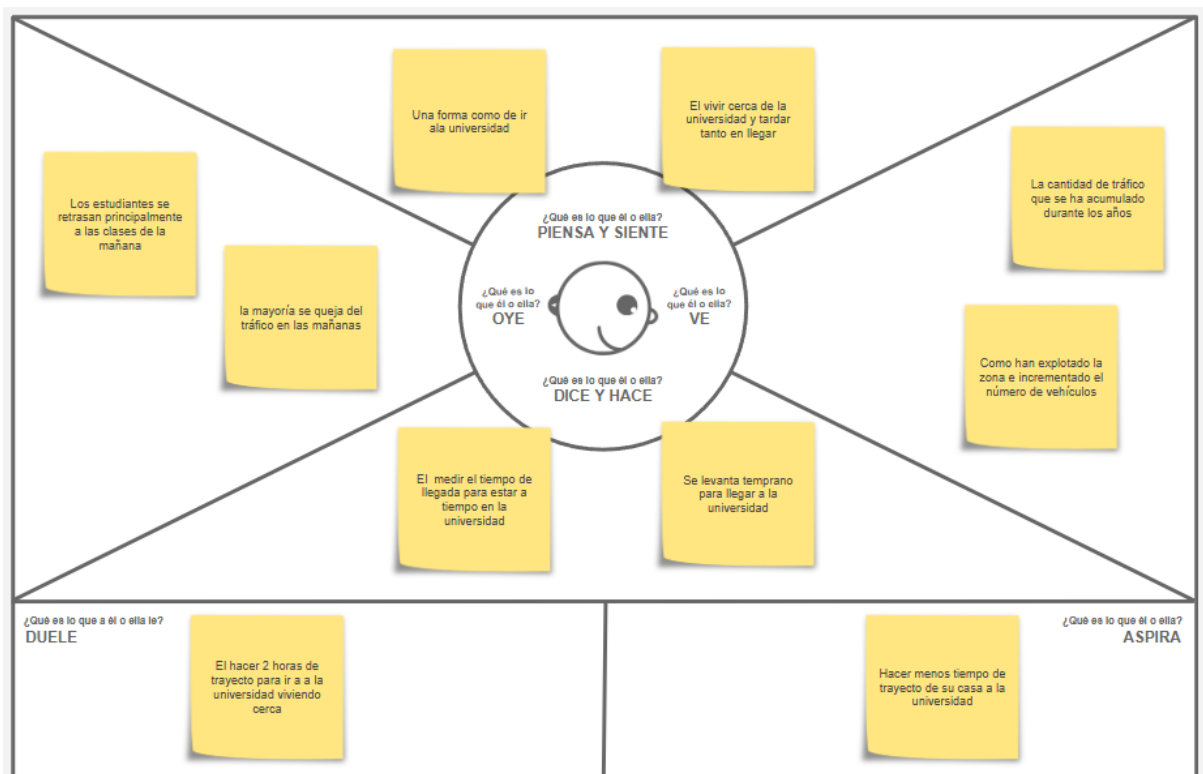 Una forma como de ir
ala universidad
El vivir cerca de la
universidad y tardar
tanto en llegar
Los estudiantes se
retrasan principalmente
a las clases de la
mañana
la mayoría se queja del
tráfico en las mañanas
¿Qué es lo que él o ella?
PIENSA Y SIENTE
¿Qué es lo
que él o ella?
OYE
¿Qué es lo
que él o ella?
VE
¿Qué es lo que él o ella?
DICE Y HACE
La cantidad de tráfico
que se ha acumulado
durante los años
Como han explotado la
zona e incrementado el
número de vehículos
El medir el tiempo de
llegada para estar a
tiempo en la
universidad
Se levanta temprano
para llegar a la
universidad
¿Qué es lo que a él o ella le?
DUELE
El hacer 2 horas de
trayecto para ir a a la
universidad viviendo
cerca
¿Qué es lo que él o ella?
ASPIRA
Hacer menos tiempo de
trayecto de su casa a la
universidad